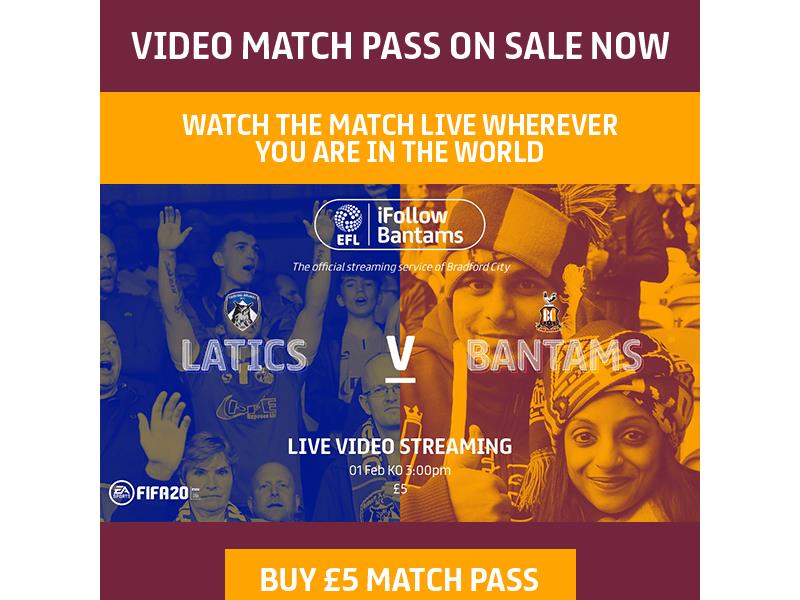 VIDEO MATCH PASS ON SALE NOW
WATCH THE MATCH LIVE WHEREVER
YOU ARE IN THE WORLD
EFL
iFollow
Bantams
The official streaming service of Bradford City
LATICS
V
BANTAMS
LIVE VIDEO STREAMING
01 Feb KO 3:00pm
£5
EA
SPORTS
FIFA20
BUY £5 MATCH PASS